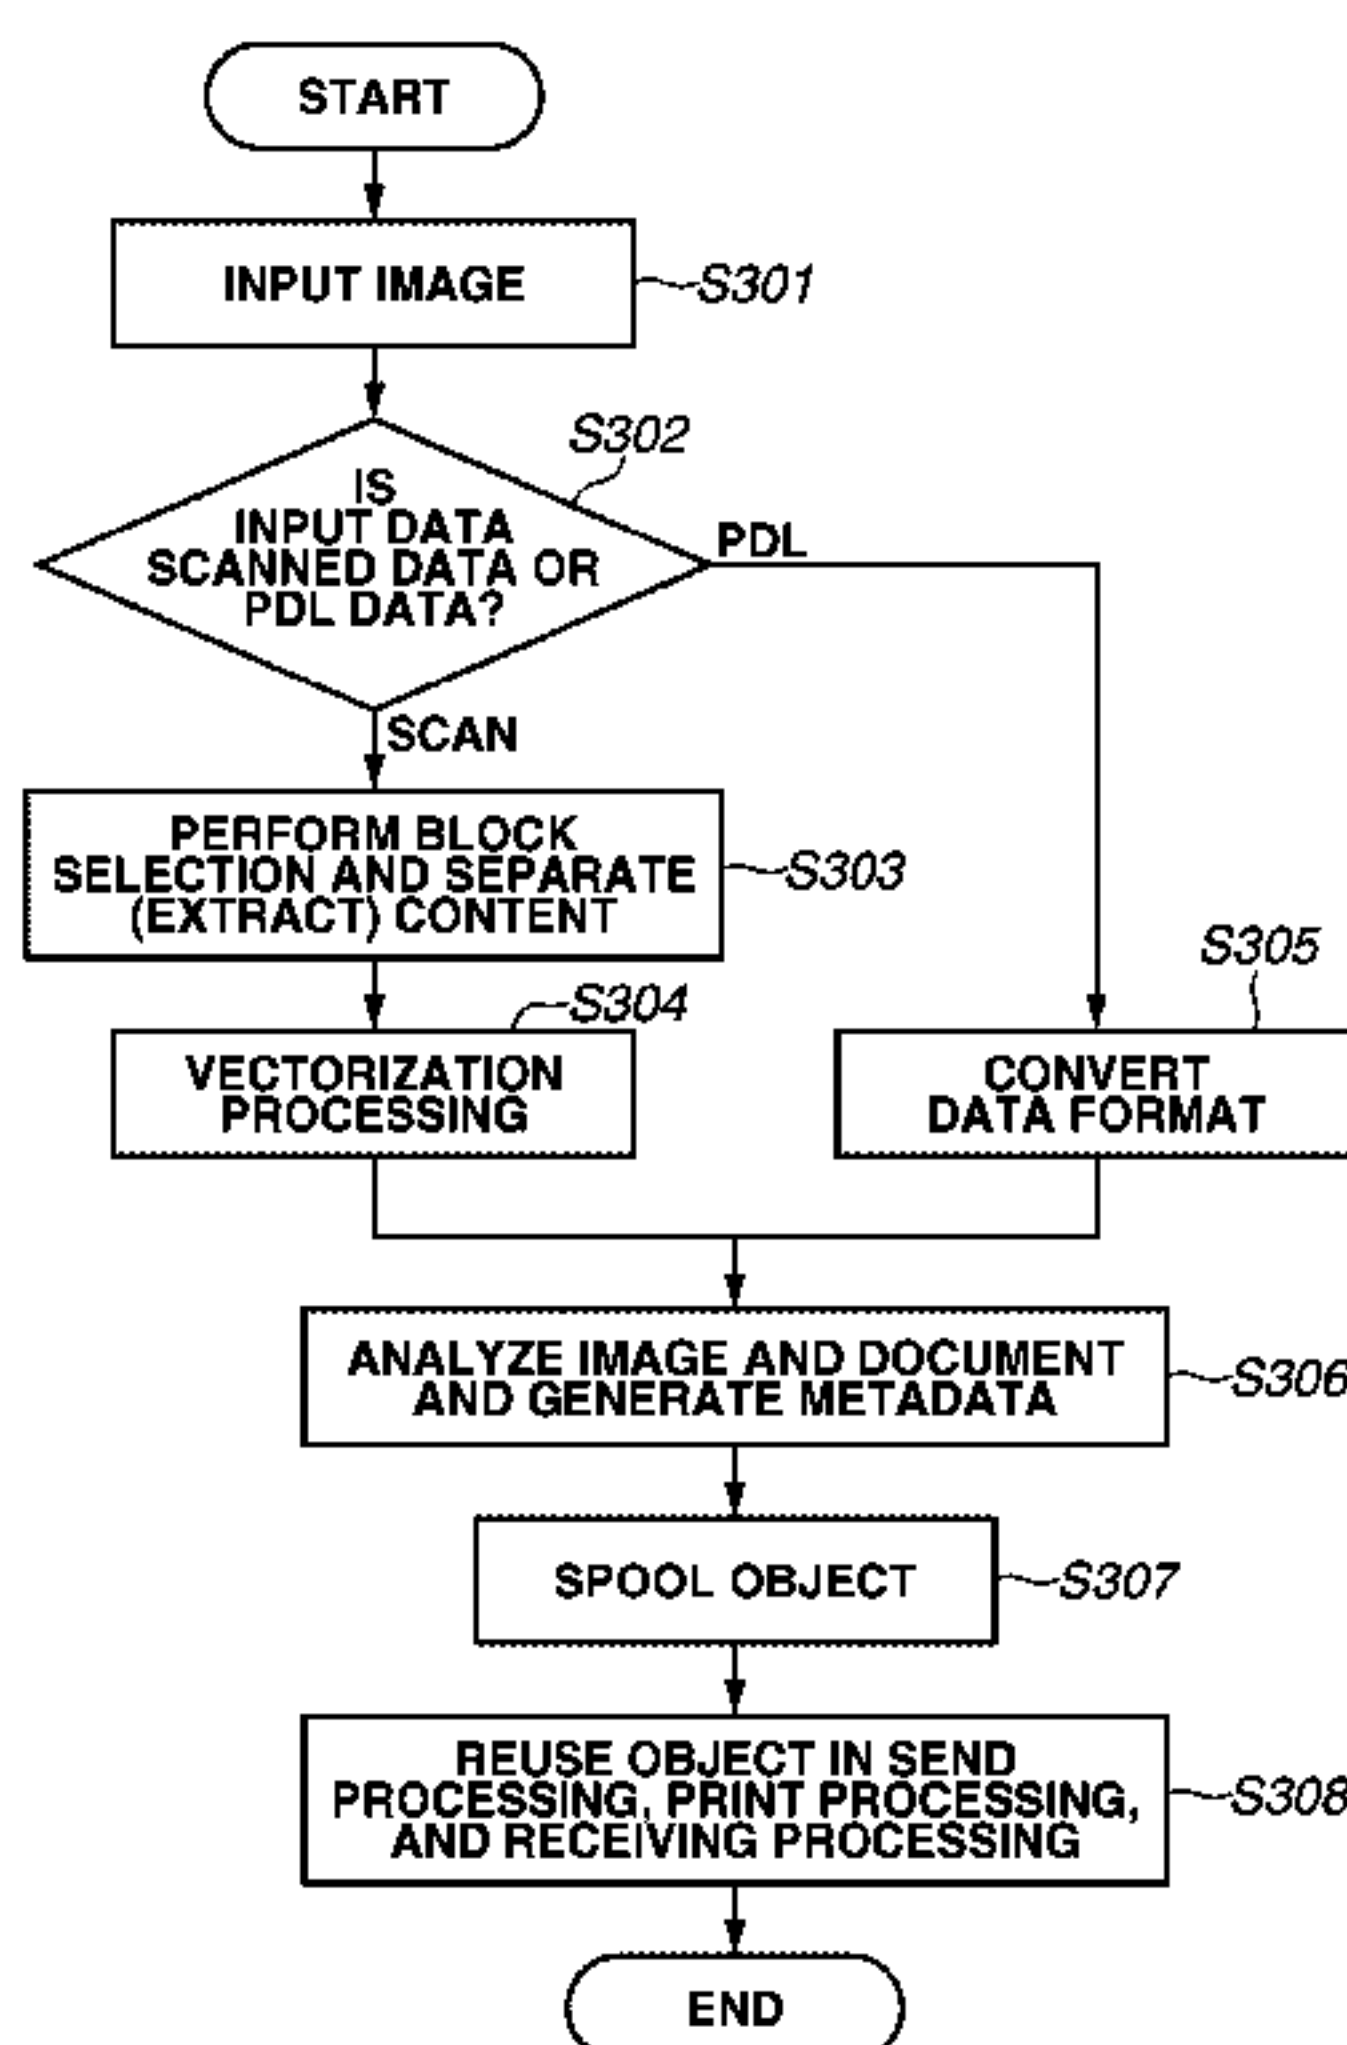 START
INPUT IMAGE
S301
S302
IS
INPUT DATA
SCANNED DATA OR
PDL DATA?
PDL
SCAN
PERFORM BLOCK
SELECTION AND SEPARATE
(EXTRACT) CONTENT
S303
S304
VECTORIZATION
PROCESSING
S305
CONVERT
DATA FORMAT
ANALYZE IMAGE AND DOCUMENT
AND GENERATE METADATA
S306
SPOOL OBJECT
S307
REUSE OBJECT IN SEND
PROCESSING, PRINT PROCESSING,
AND RECEIVING PROCESSING
S308
END